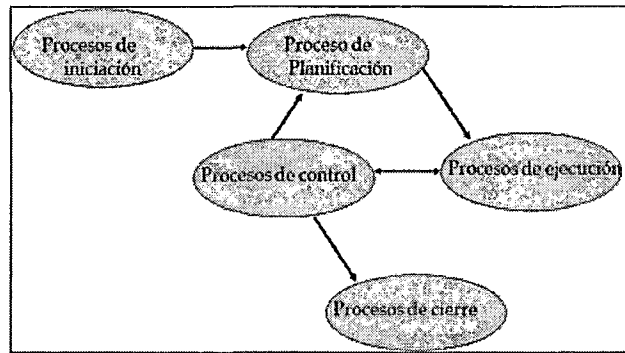 Procesos de
iniciación
Proceso de
Planificación
Procesos de control
Procesos de ejecución
Procesos de cierre